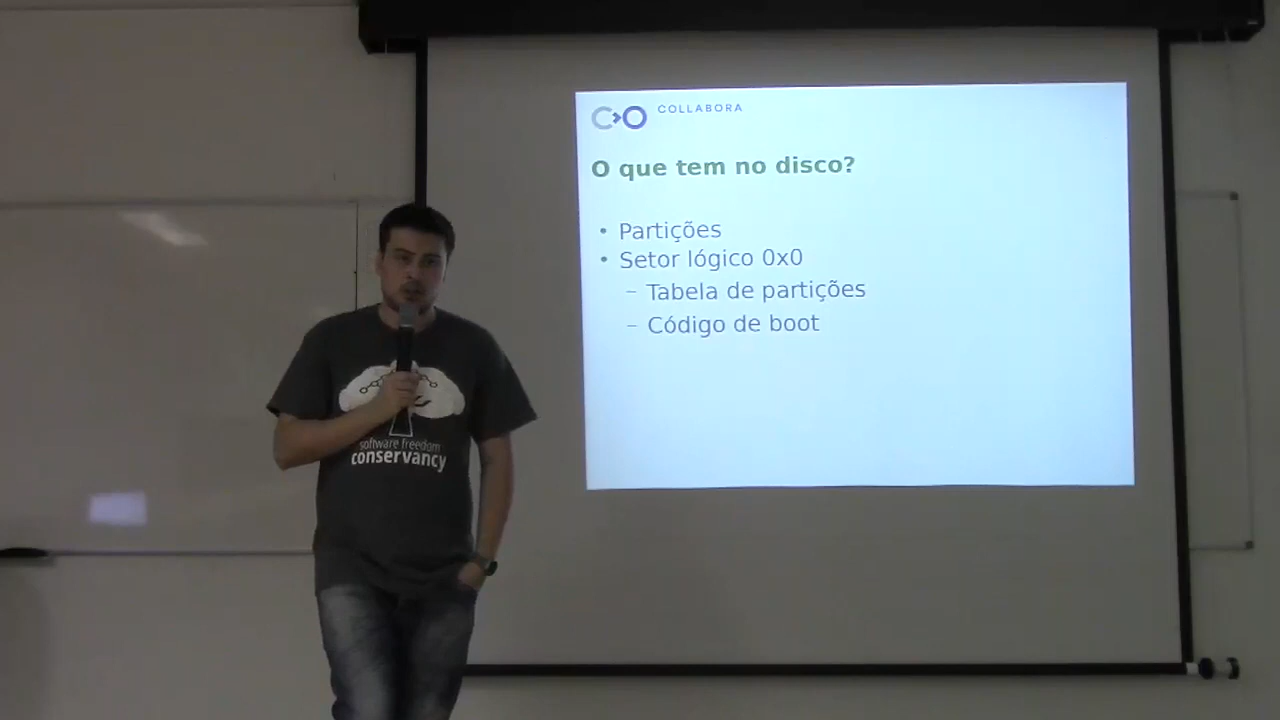 COLLABORA
O que tem no disco?
• Partições
• Setor lógico 0x0
– Tabela de partições
– Código de boot
software freedom
conservancy